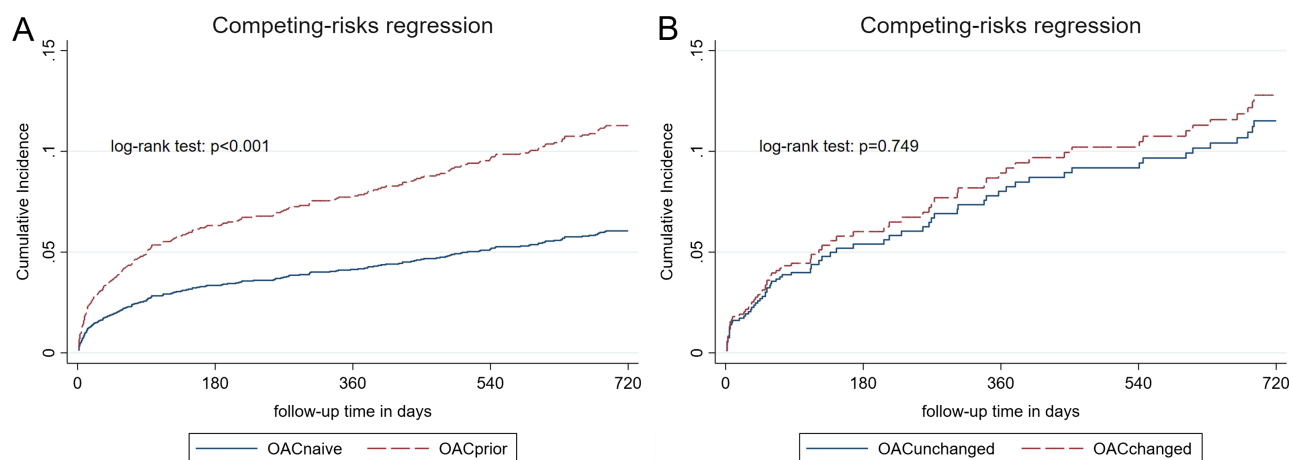 A
Competing-risks regression
.15
.1
.05
0
Cumulative Incidence
log-rank test: p<0.001
0 180 360 540 720
follow-up time in days
OACnaive OACprior
B
Competing-risks regression
.15
.1
.05
0
Cumulative Incidence
log-rank test: p=0.749
0 180 360 540 720
follow-up time in days
OACunchanged OACchanged